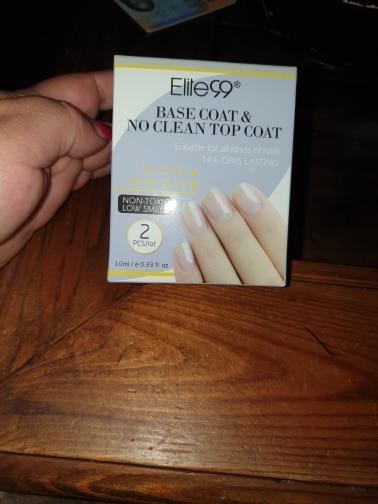 Elite99®
BASE COAT &
NO CLEAN TOP COAT
Suitable for all kinds of nails
14 + DAYS LASTING
NON-TOXIC
LOW SMELL
2
PCS/lot
10ml / e 0.33 fl oz.